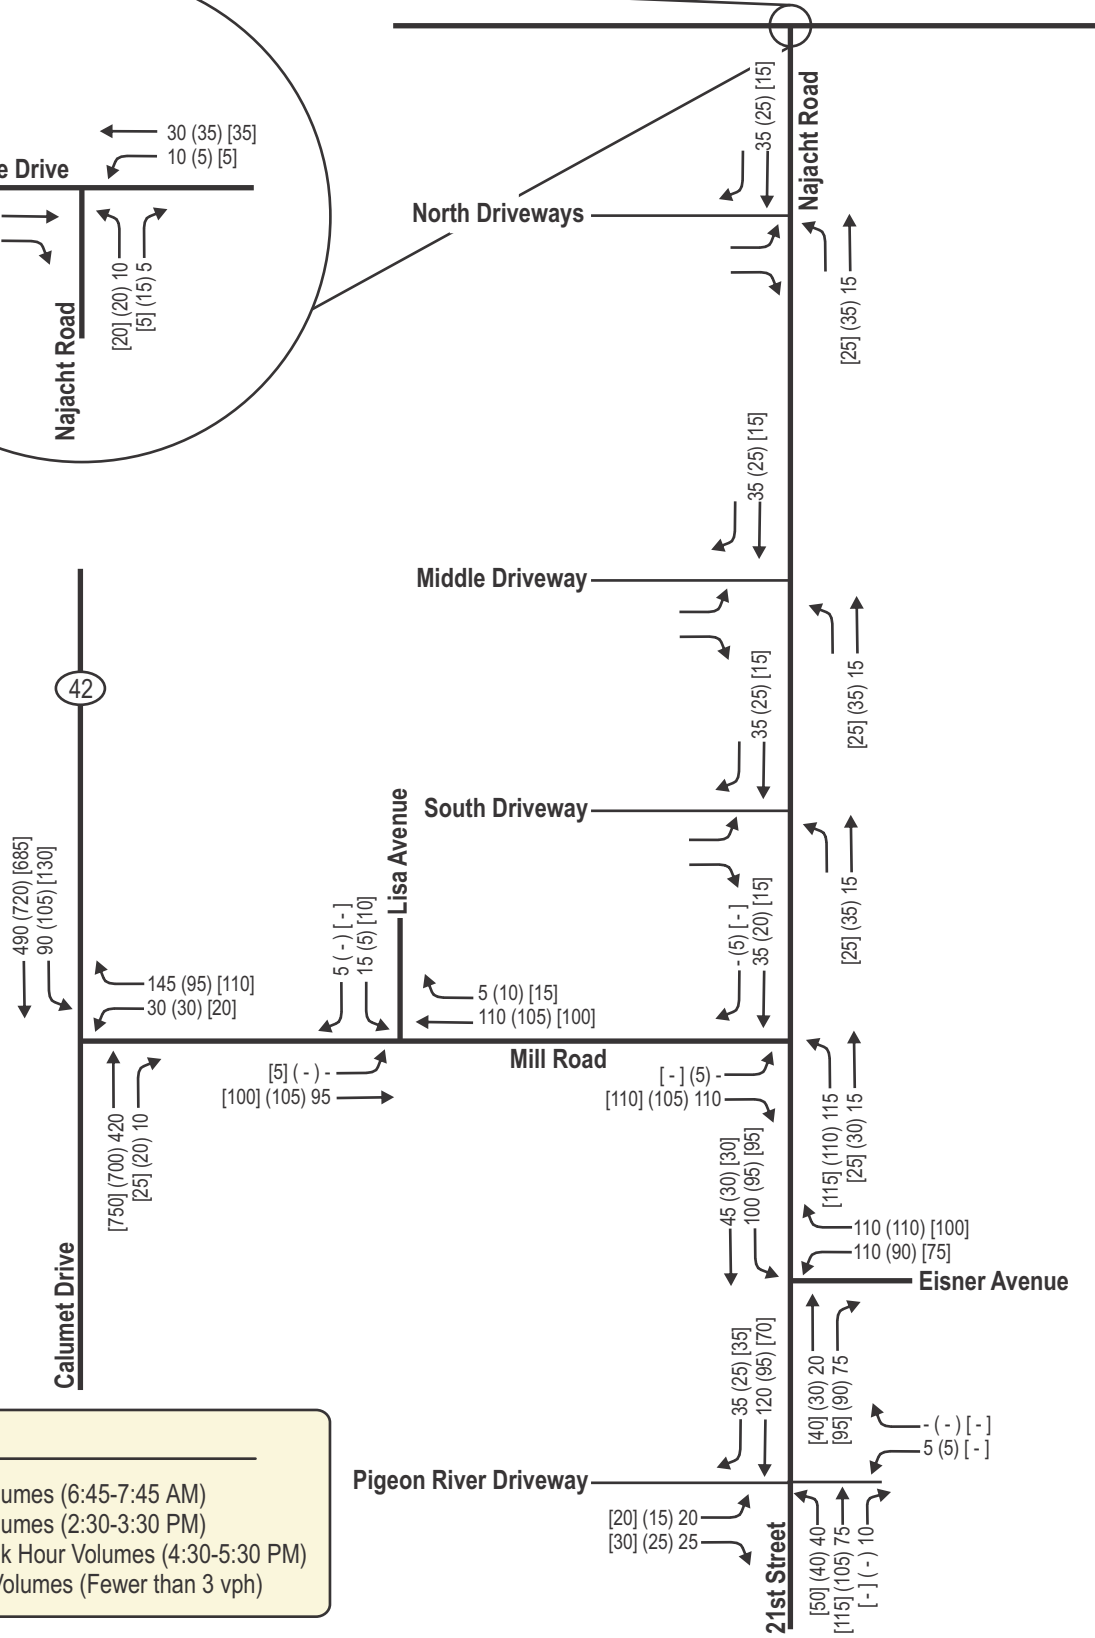 30 (35) [35]
10 (5) [5]
e Drive
[20] (20) 10
[5] (15) 5
Najacht Road
35 (25) [15]
Najacht Road
North Driveways
[25] (35) 15
35 (25) [15]
Middle Driveway
[25] (35) 15
42
35 (25) [15]
South Driveway
[25] (35) 15
490 (720) [685]
90 (105) [130]
145 (95) [110]
30 (30) [20]
5 ( - ) [ - ]
15 (5) [10]
Lisa Avenue
5 (10) [15]
110 (105) [100]
- (5) [ - ]
35 (20) [15]
Mill Road
[5] ( - ) -
[100] (105) 95
[ - ] (5) -
[110] (105) 110
[750] (700) 420
[25] (20) 10
[115] (110) 115
[25] (30) 15
45 (30) [30]
100 (95) [95]
110 (110) [100]
110 (90) [75]
Eisner Avenue
Calumet Drive
35 (25) [35]
120 (95) [70]
[40] (30) 20
[95] (90) 75
- ( - ) [ - ]
5 (5) [ - ]
Pigeon River Driveway
[20] (15) 20
[30] (25) 25
21st Street
[50] (40) 40
[115] (105) 75
[ - ] ( - ) 10
umes (6:45-7:45 AM)
umes (2:30-3:30 PM)
k Hour Volumes (4:30-5:30 PM)
Volumes (Fewer than 3 vph)